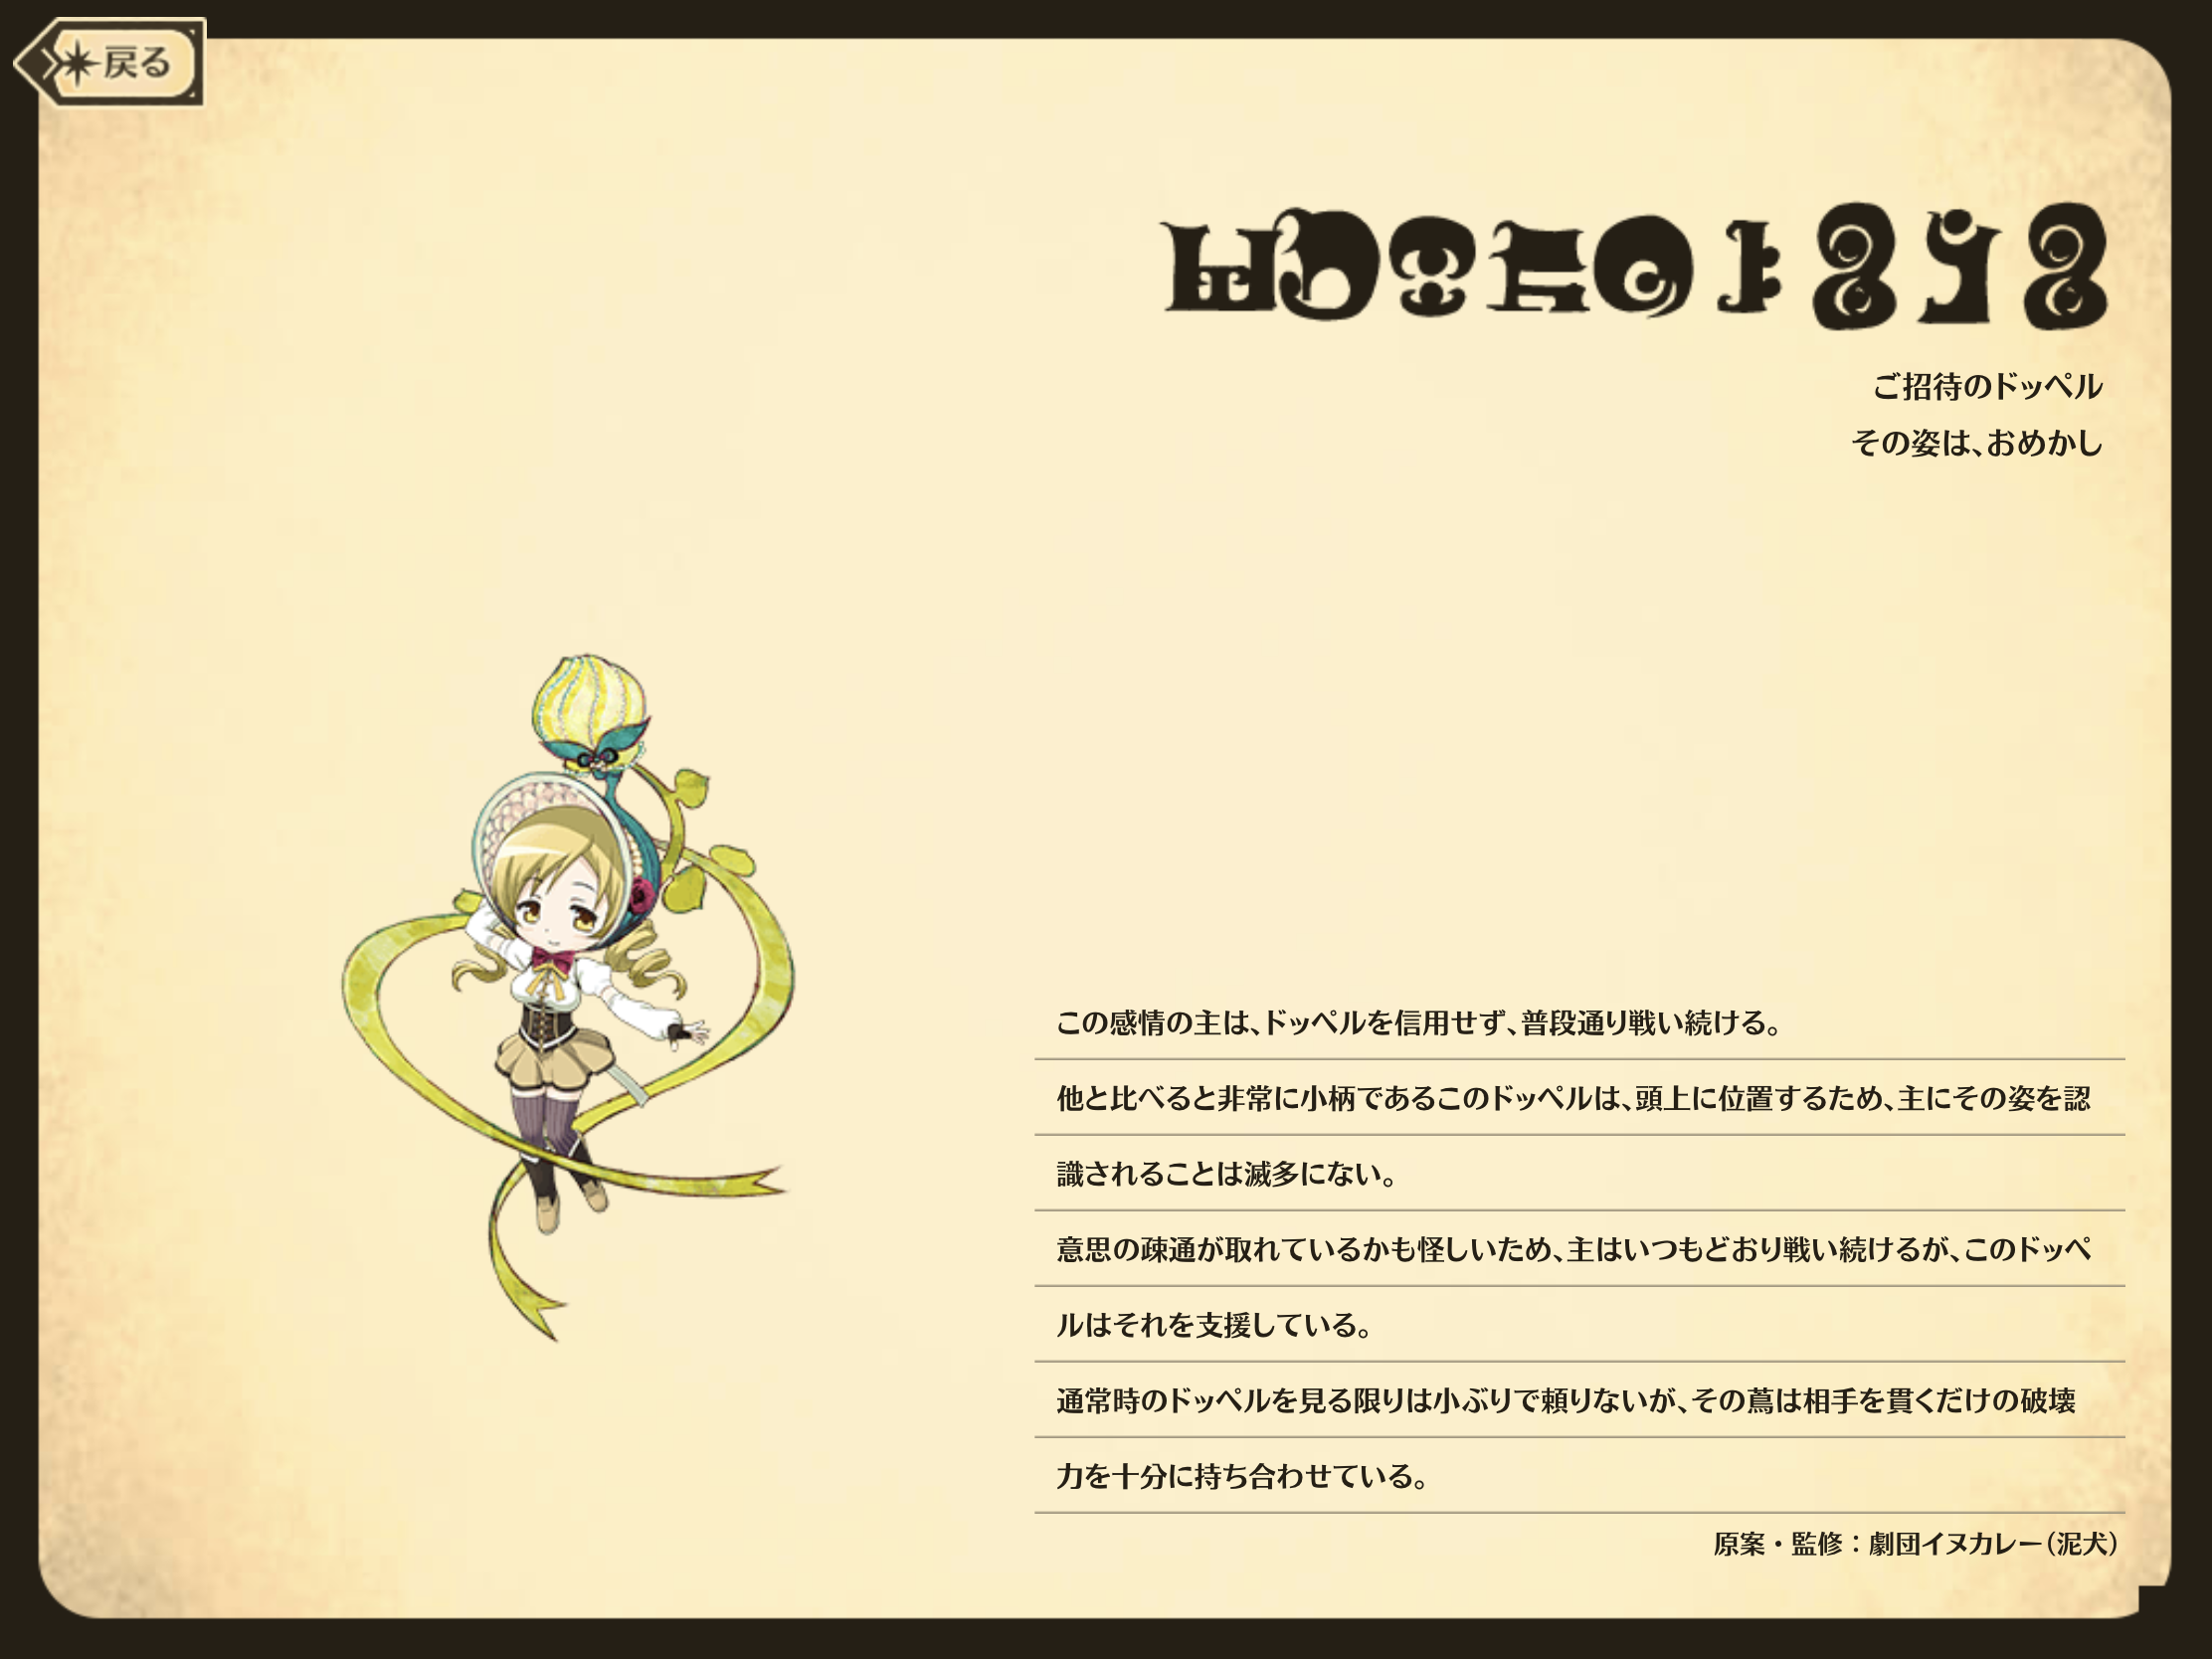 戻る
ご招待のドッペル
その姿は、おめかし
この感情の主は、ドッペルを信用せず、普段通り戦い続ける。
他と比べると非常に小柄であるこのドッペルは、頭上に位置するため、主にその姿を認
識されることは滅多にない。
意思の疎通が取れているかも怪しいため、主はいつもどおり戦い続けるが、このドッペ
ルはそれを支援している。
通常時のドッペルを見る限りは小ぶりで頼りないが、その蔦は相手を貫くだけの破壊
力を十分に持ち合わせている。
原案・監修：劇団イヌカレー（泥犬）